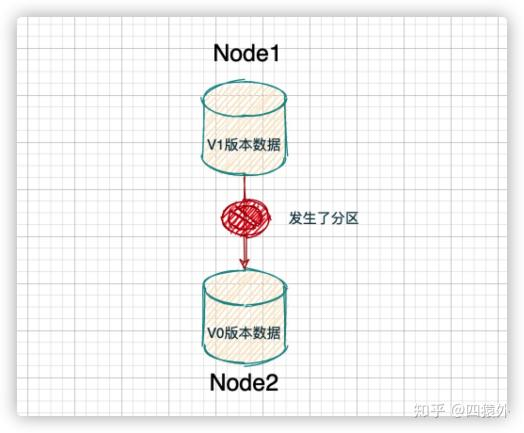 Node1
V1版本数据
发生了分区
V0版本数据
Node2
知乎 @四猿外